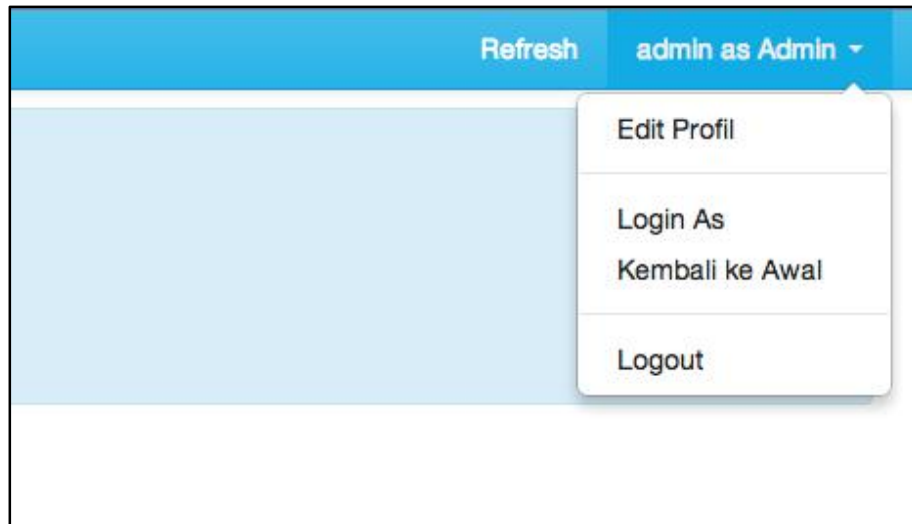 Refresh admin as Admin
Edit Profil
Login As
Kembali ke Awal
Logout